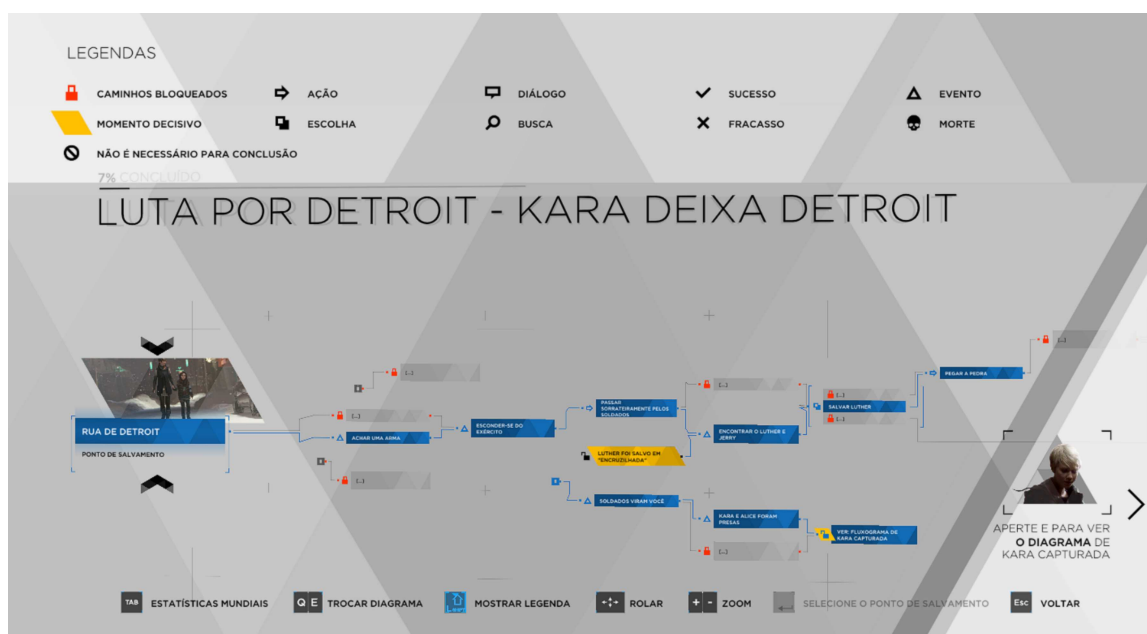 LEGENDAS
CAMINHOS BLOQUEADOS
AÇÃO
DIÁLOGO
SUCESSO
EVENTO
MOMENTO DECISIVO
ESCOLHA
BUSCA
FRACASSO
MORTE
NÃO É NECESSÁRIO PARA CONCLUSÃO
7% CONCLUÍDO
LUTA POR DETROIT - KARA DEIXA DETROIT
[...]
PEGAR A PEDRA
[...]
[...]
[...]
SALVAR LUTHER
[...]
PASSAR
SORRATEIRAMENTE PELOS
SOLDADOS
[...]
ACHAR UMA ARMA
ESCONDER-SE DO
EXÉRCITO
ENCONTRAR O LUTHER E
JERRY
RUA DE DETROIT
PONTO DE SALVAMENTO
LUTHER FOI SALVO EM
"ENCRUZILHADA"
[...]
SOLDADOS VIRAM VOCÊ
KARA E ALICE FORAM
PRESAS
VER: FLUXOGRAMA DE
KARA CAPTURADA
[...]
APERTE E PARA VER
O DIAGRAMA DE
KARA CAPTURADA
TAB ESTATÍSTICAS MUNDIAIS
Q E TROCAR DIAGRAMA
MOSTRAR LEGENDA
ROLAR
+ - ZOOM
SELECIONE O PONTO DE SALVAMENTO
Esc VOLTAR